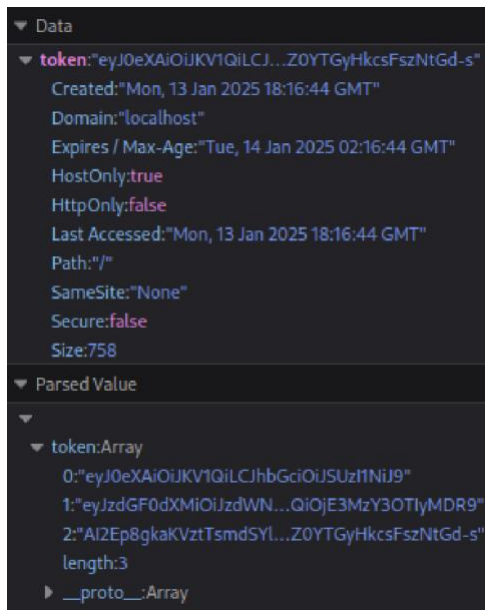 Data
token:"eyJ0eXAiOiJKV1QiLCJ...Z0YTGyHkcsFszNtGd-s"
Created:"Mon, 13 Jan 2025 18:16:44 GMT"
Domain:"localhost"
Expires / Max-Age:"Tue, 14 Jan 2025 02:16:44 GMT"
HostOnly:true
HttpOnly:false
Last Accessed:"Mon, 13 Jan 2025 18:16:44 GMT"
Path:"/"
SameSite:"None"
Secure:false
Size:758
Parsed Value
token:Array
0:"eyJ0eXAiOiJKV1QiLCJhbGciOiJSUzI1NiJ9"
1:"eyJzdGF0dXMiOiJzdWN...QiOjE3MzY3OTIyMDR9"
2:"AI2Ep8gkaKVztTsmdSYl...Z0YTGyHkcsFszNtGd-s"
length:3
__proto__:Array